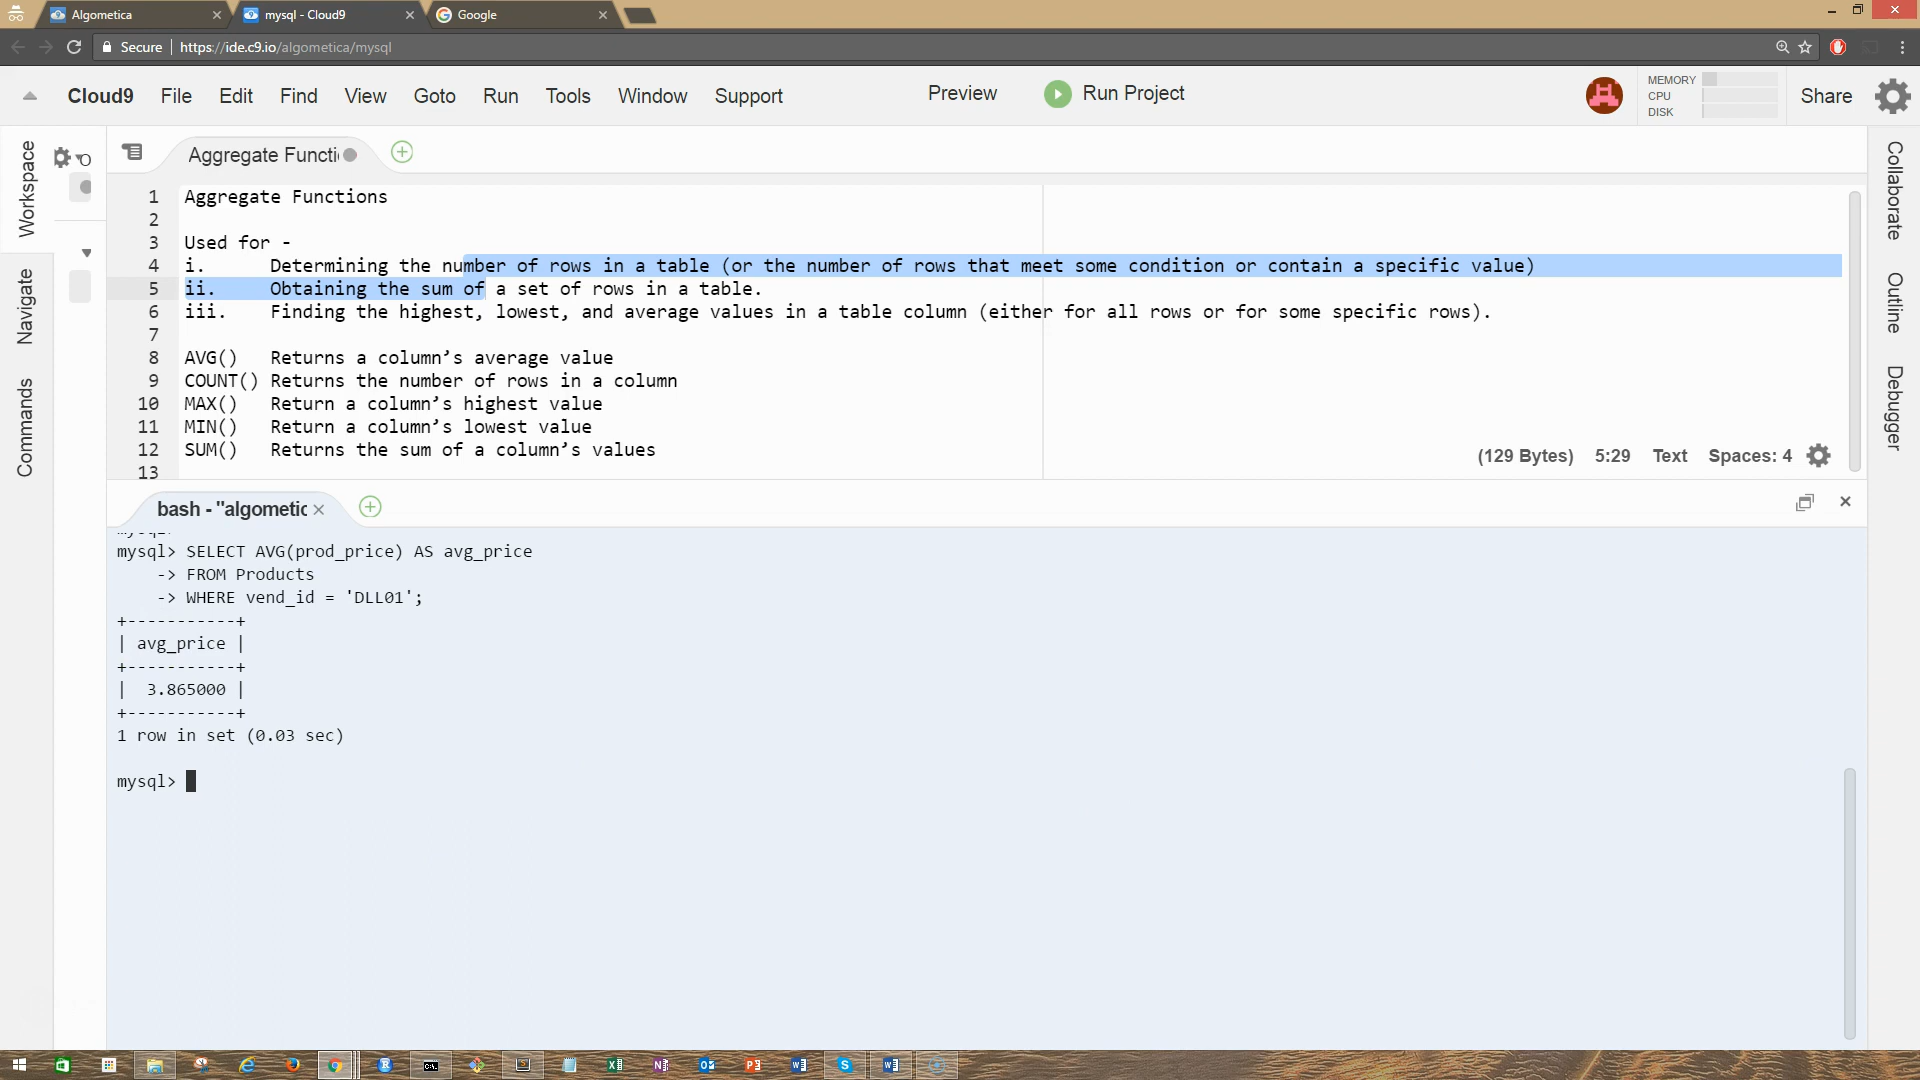 Algometica
mysql - Cloud9
Google
Secure
https://ide.c9.io/algometica/mysql
Cloud9 File Edit Find View Goto Run Tools Window Support
Preview
Run Project
MEMORY
CPU
DISK
Share
Workspace
Navigate
Commands
Collaborate
Outline
Debugger
Aggregate Functi
1 Aggregate Functions
2
3 Used for -
4 i. Determining the number of rows in a table (or the number of rows that meet some condition or contain a specific value)
5 ii. Obtaining the sum of a set of rows in a table.
6 iii. Finding the highest, lowest, and average values in a table column (either for all rows or for some specific rows).
7
8 AVG() Returns a column’s average value
9 COUNT() Returns the number of rows in a column
10 MAX() Return a column’s highest value
11 MIN() Return a column’s lowest value
12 SUM() Returns the sum of a column’s values
13
(129 Bytes) 5:29 Text Spaces: 4
bash - "algometic
mysql> SELECT AVG(prod_price) AS avg_price
-> FROM Products
-> WHERE vend_id = 'DLL01';
+-----------+
| avg_price |
+-----------+
|  3.865000 |
+-----------+
1 row in set (0.03 sec)
mysql>